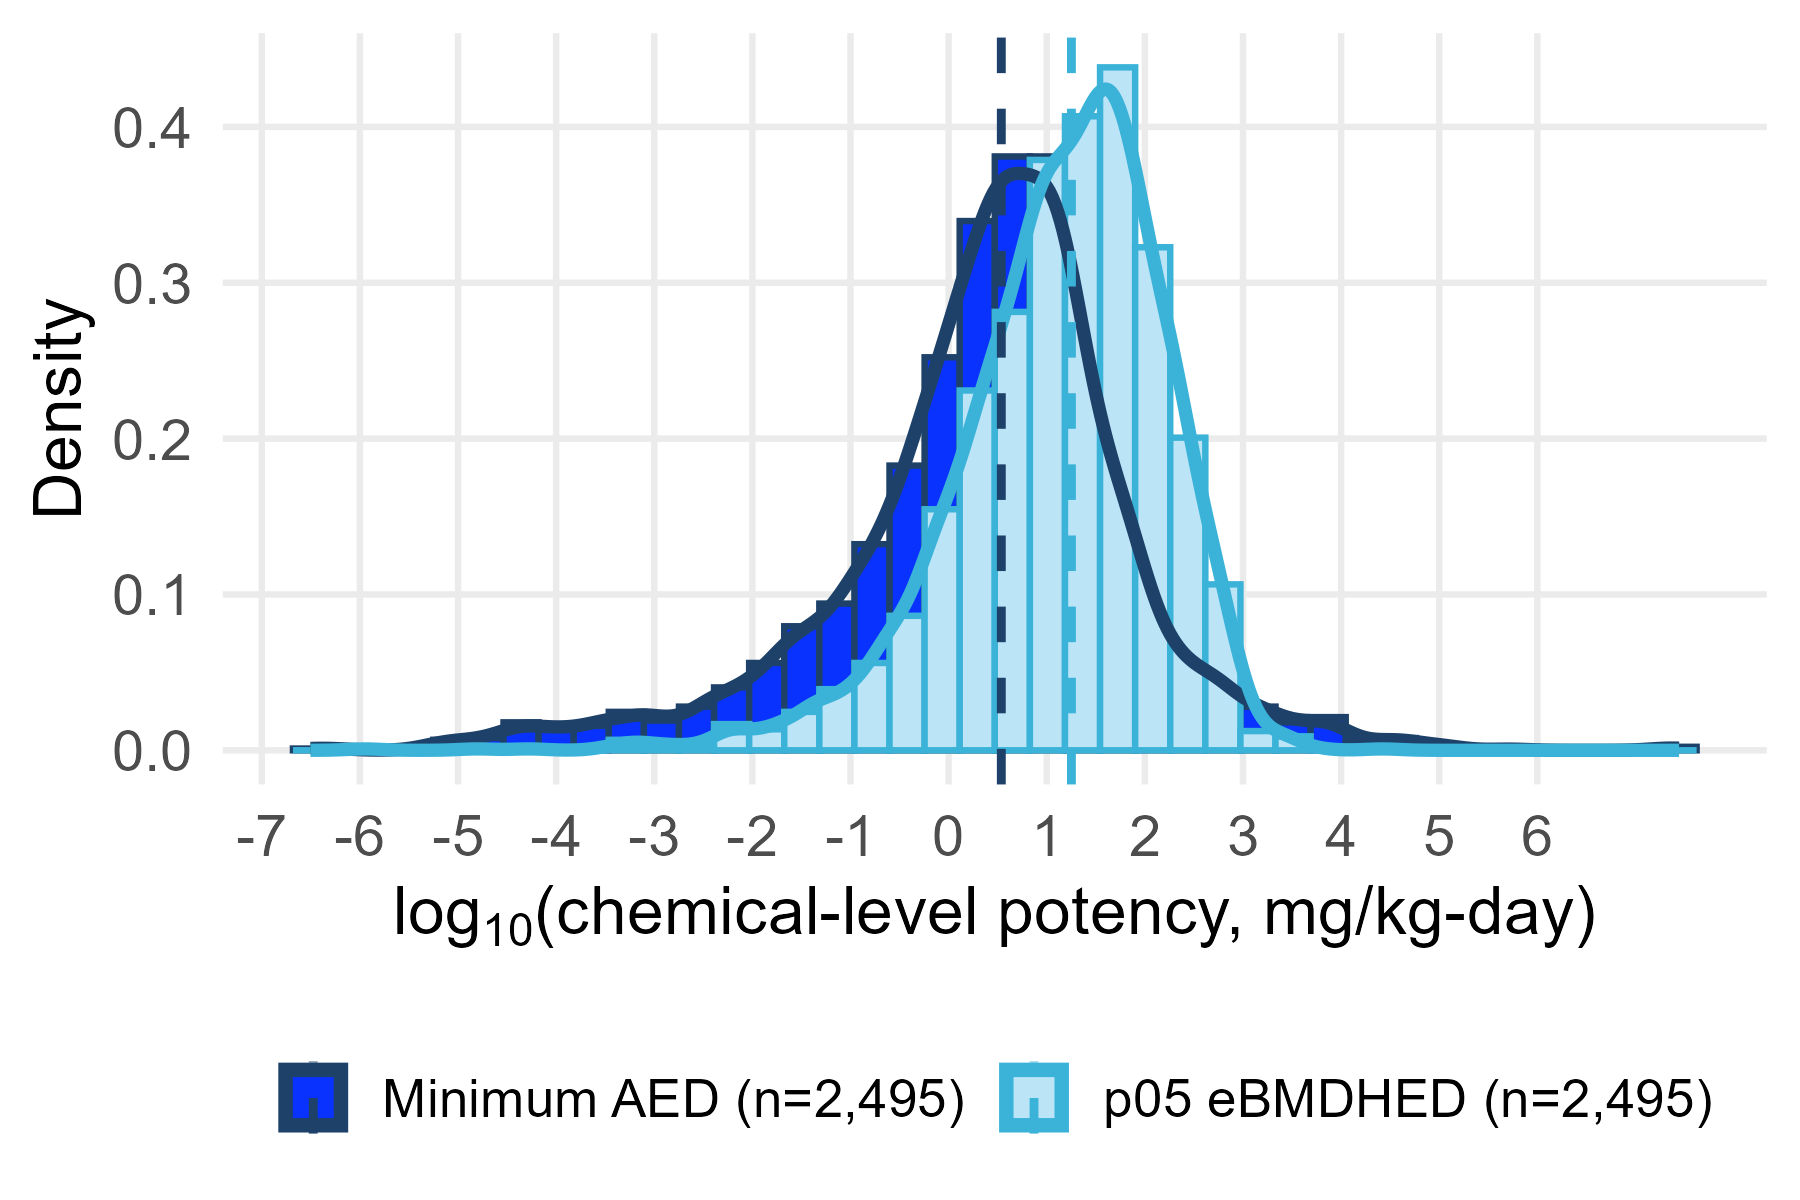 0.4
0.3
0.2
0.1
0.0
Density
-7 -6 -5 -4 -3 -2 -1 0 1 2 3 4 5 6
log₁₀(chemical-level potency, mg/kg-day)
Minimum AED (n=2,495) p05 eBMDHED (n=2,495)